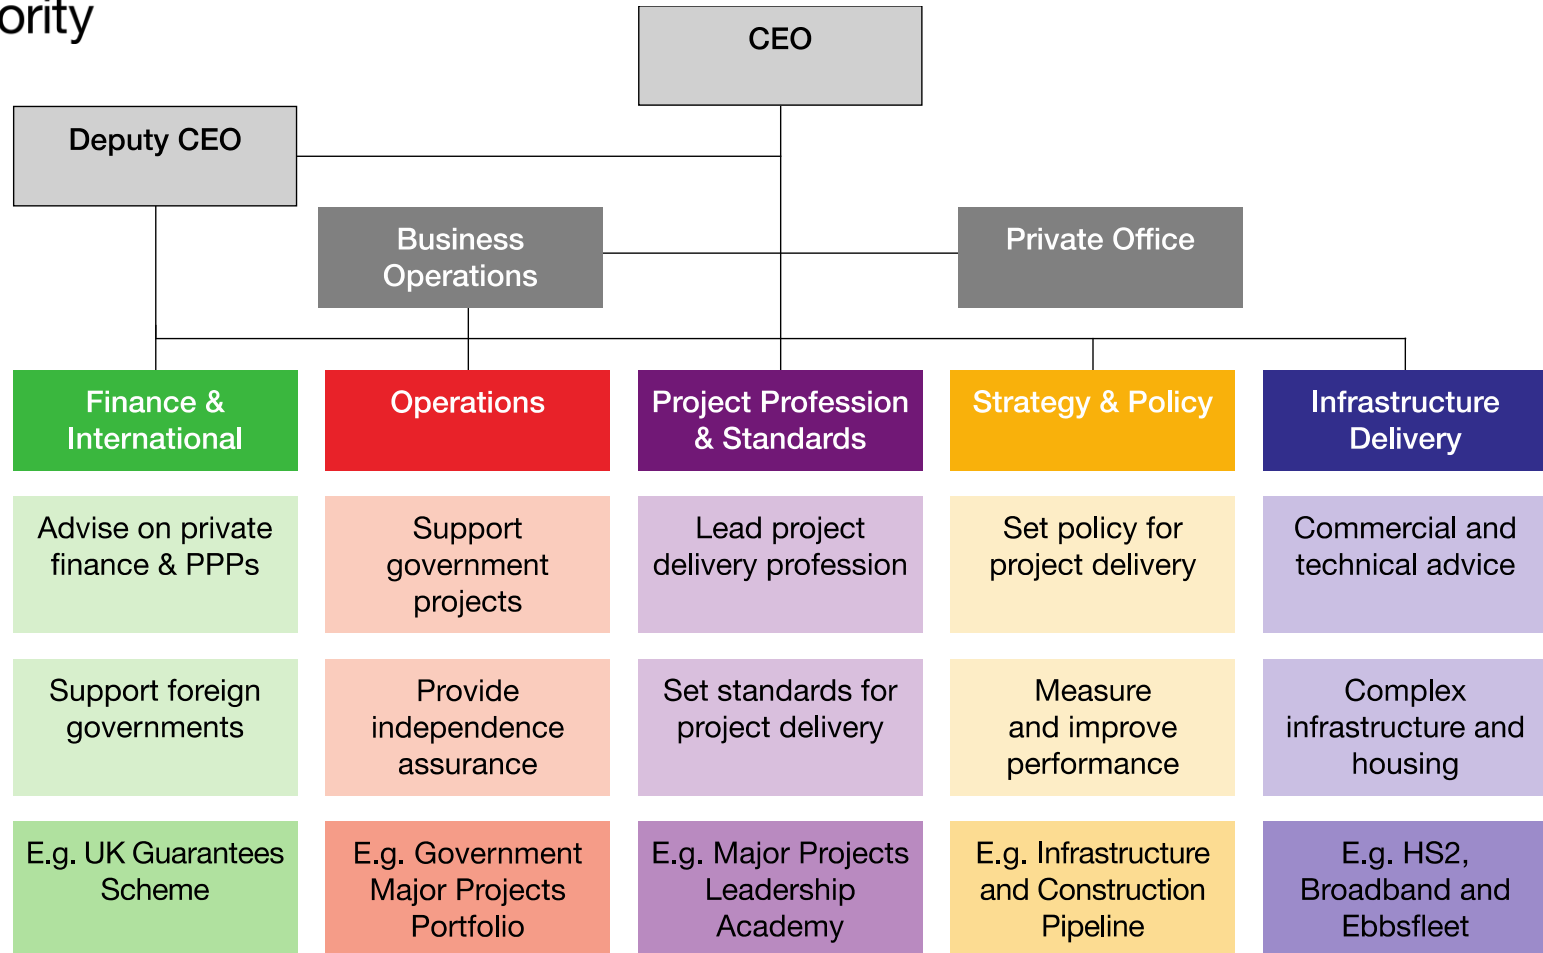 CEO
Deputy CEO
Business
Operations
Private Office
Finance &
International
Operations
Project Profession
& Standards
Strategy & Policy
Infrastructure
Delivery
Advise on private
finance & PPPs
Support
government
projects
Lead project
delivery profession
Set policy for
project delivery
Commercial and
technical advice
Support foreign
governments
Provide
independence
assurance
Set standards for
project delivery
Measure
and improve
performance
Complex
infrastructure and
housing
E.g. UK Guarantees
Scheme
E.g. Government
Major Projects
Portfolio
E.g. Major Projects
Leadership
Academy
E.g. Infrastructure
and Construction
Pipeline
E.g. HS2,
Broadband and
Ebbsfleet